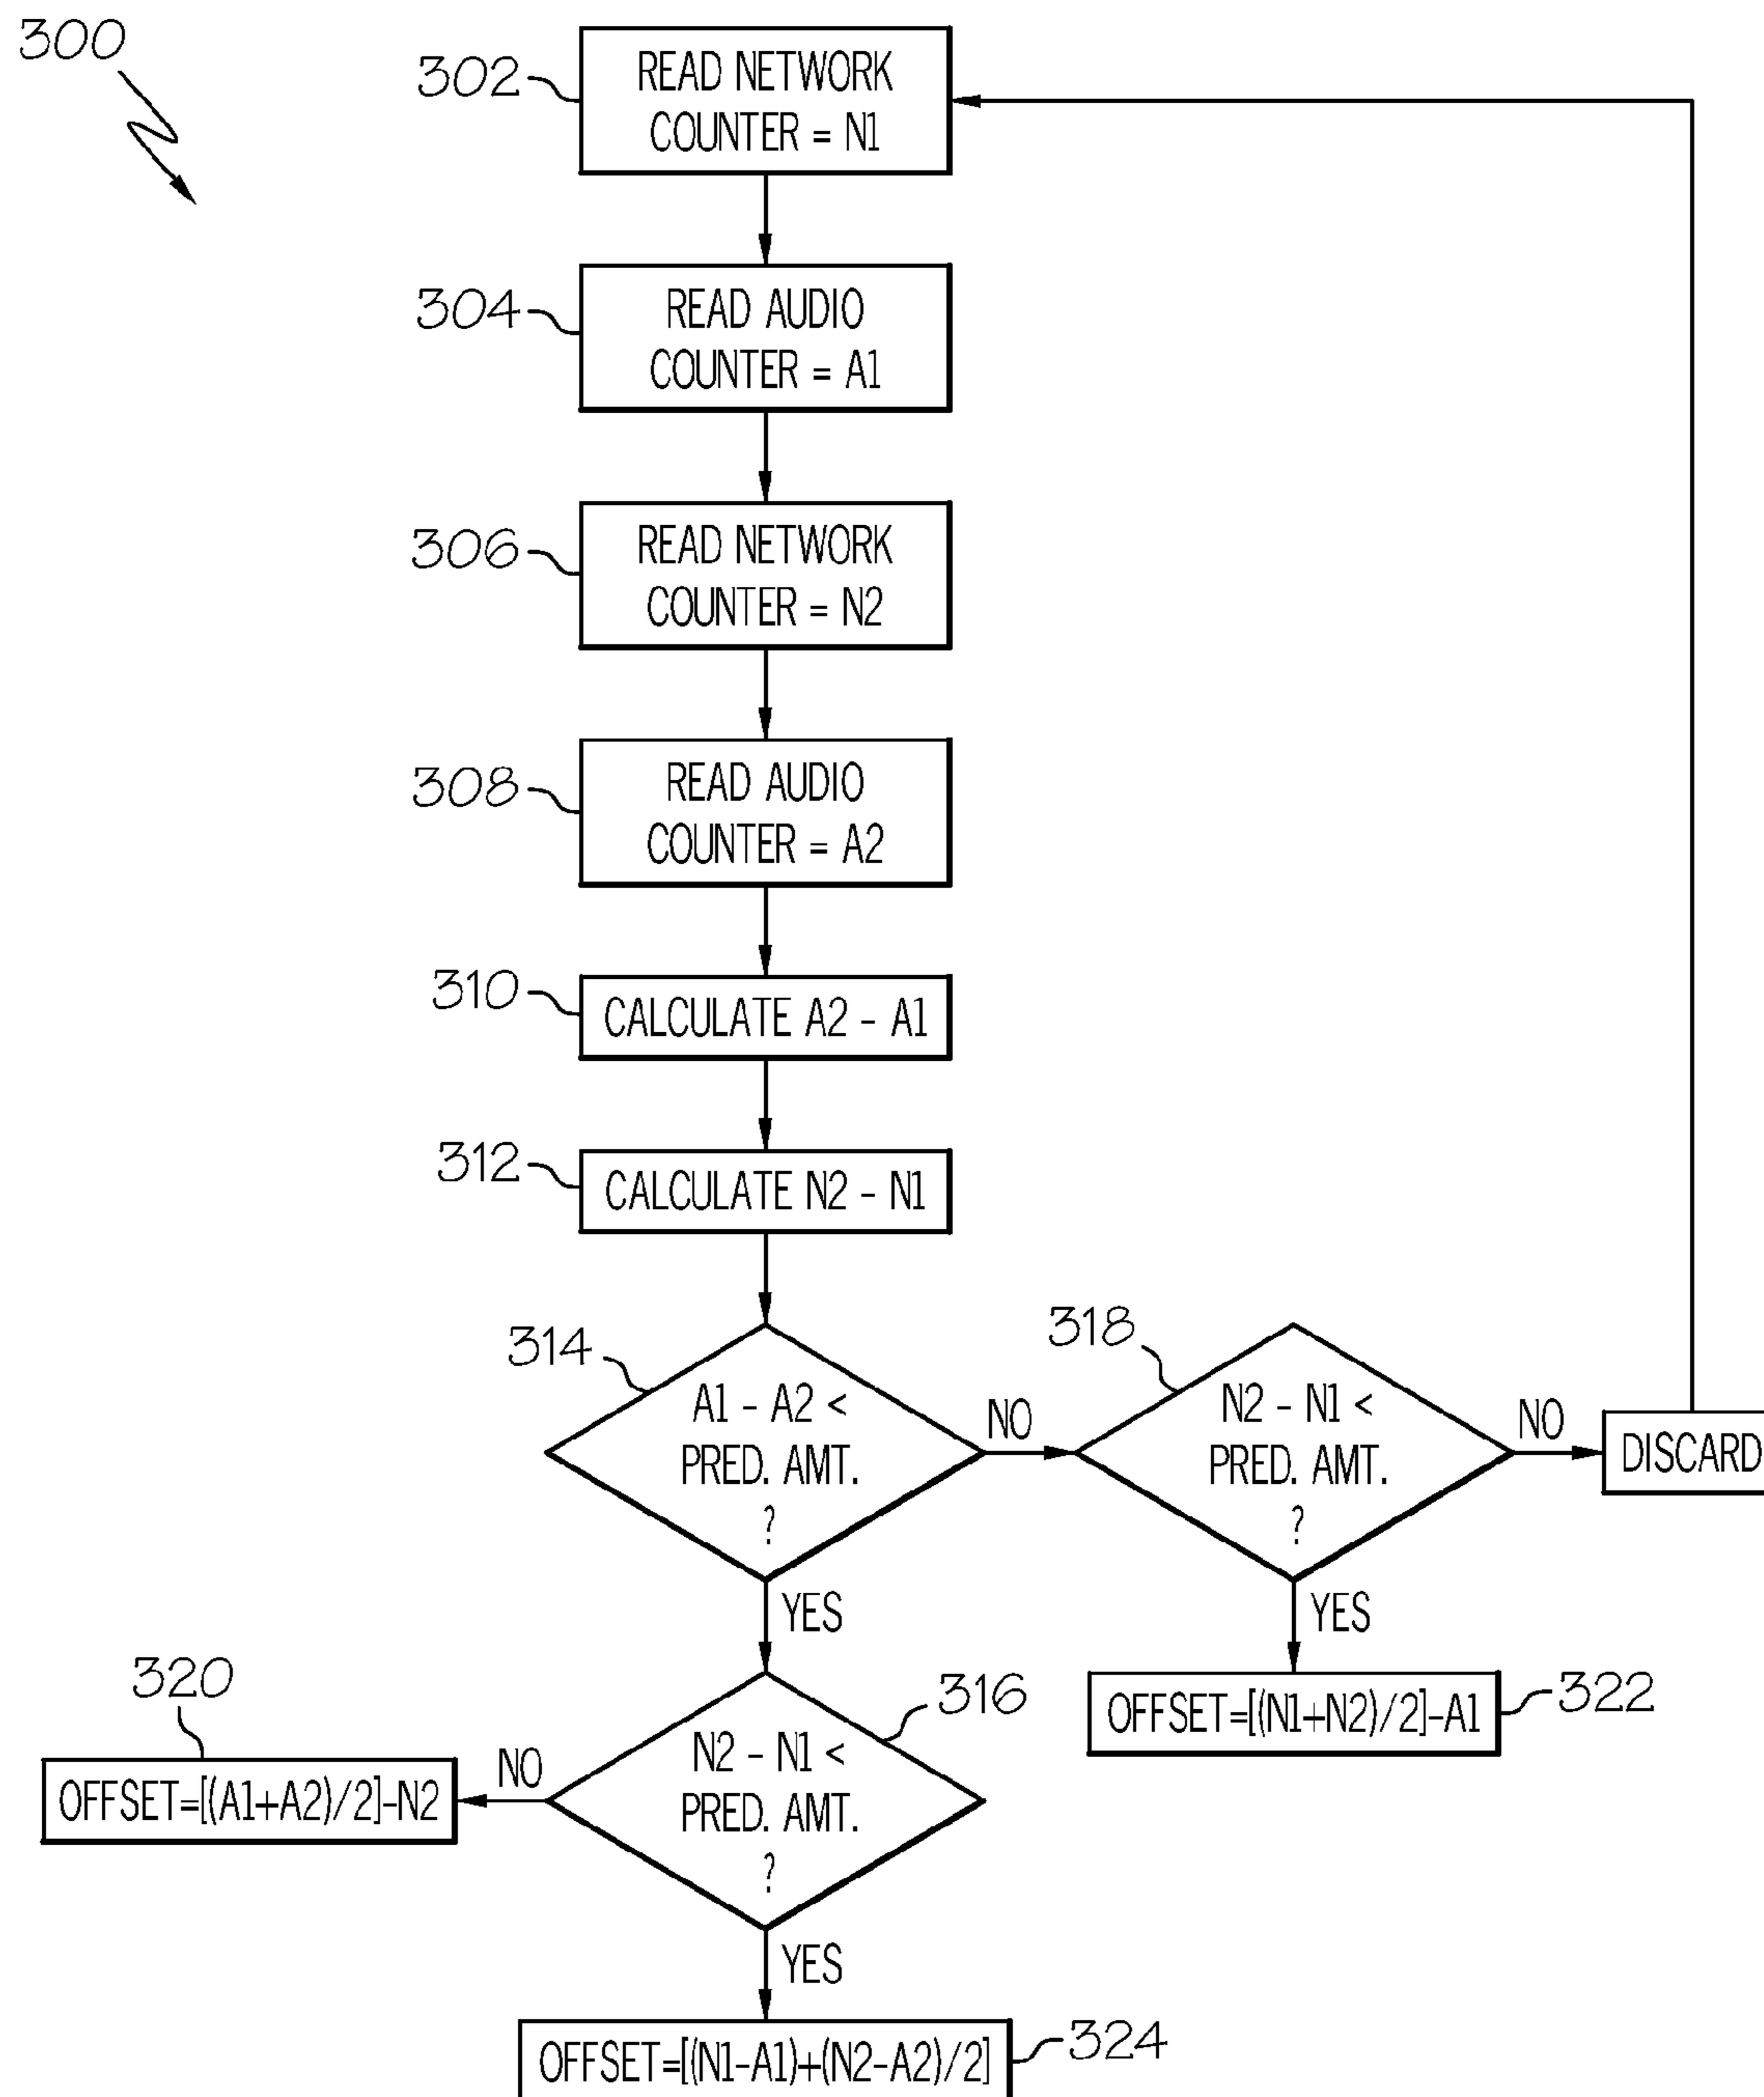 300
302
READ NETWORK
COUNTER = N1
304
READ AUDIO
COUNTER = A1
306
READ NETWORK
COUNTER = N2
308
READ AUDIO
COUNTER = A2
310
CALCULATE A2 - A1
312
CALCULATE N2 - N1
314
A1 - A2 <
PRED. AMT.
?
NO
318
N2 - N1 <
PRED. AMT.
?
NO
DISCARD
YES
YES
320
OFFSET=[(A1+A2)/2]-N2
NO
316
N2 - N1 <
PRED. AMT.
?
OFFSET=[(N1+N2)/2]-A1
322
YES
OFFSET=[(N1-A1)+(N2-A2)/2]
324